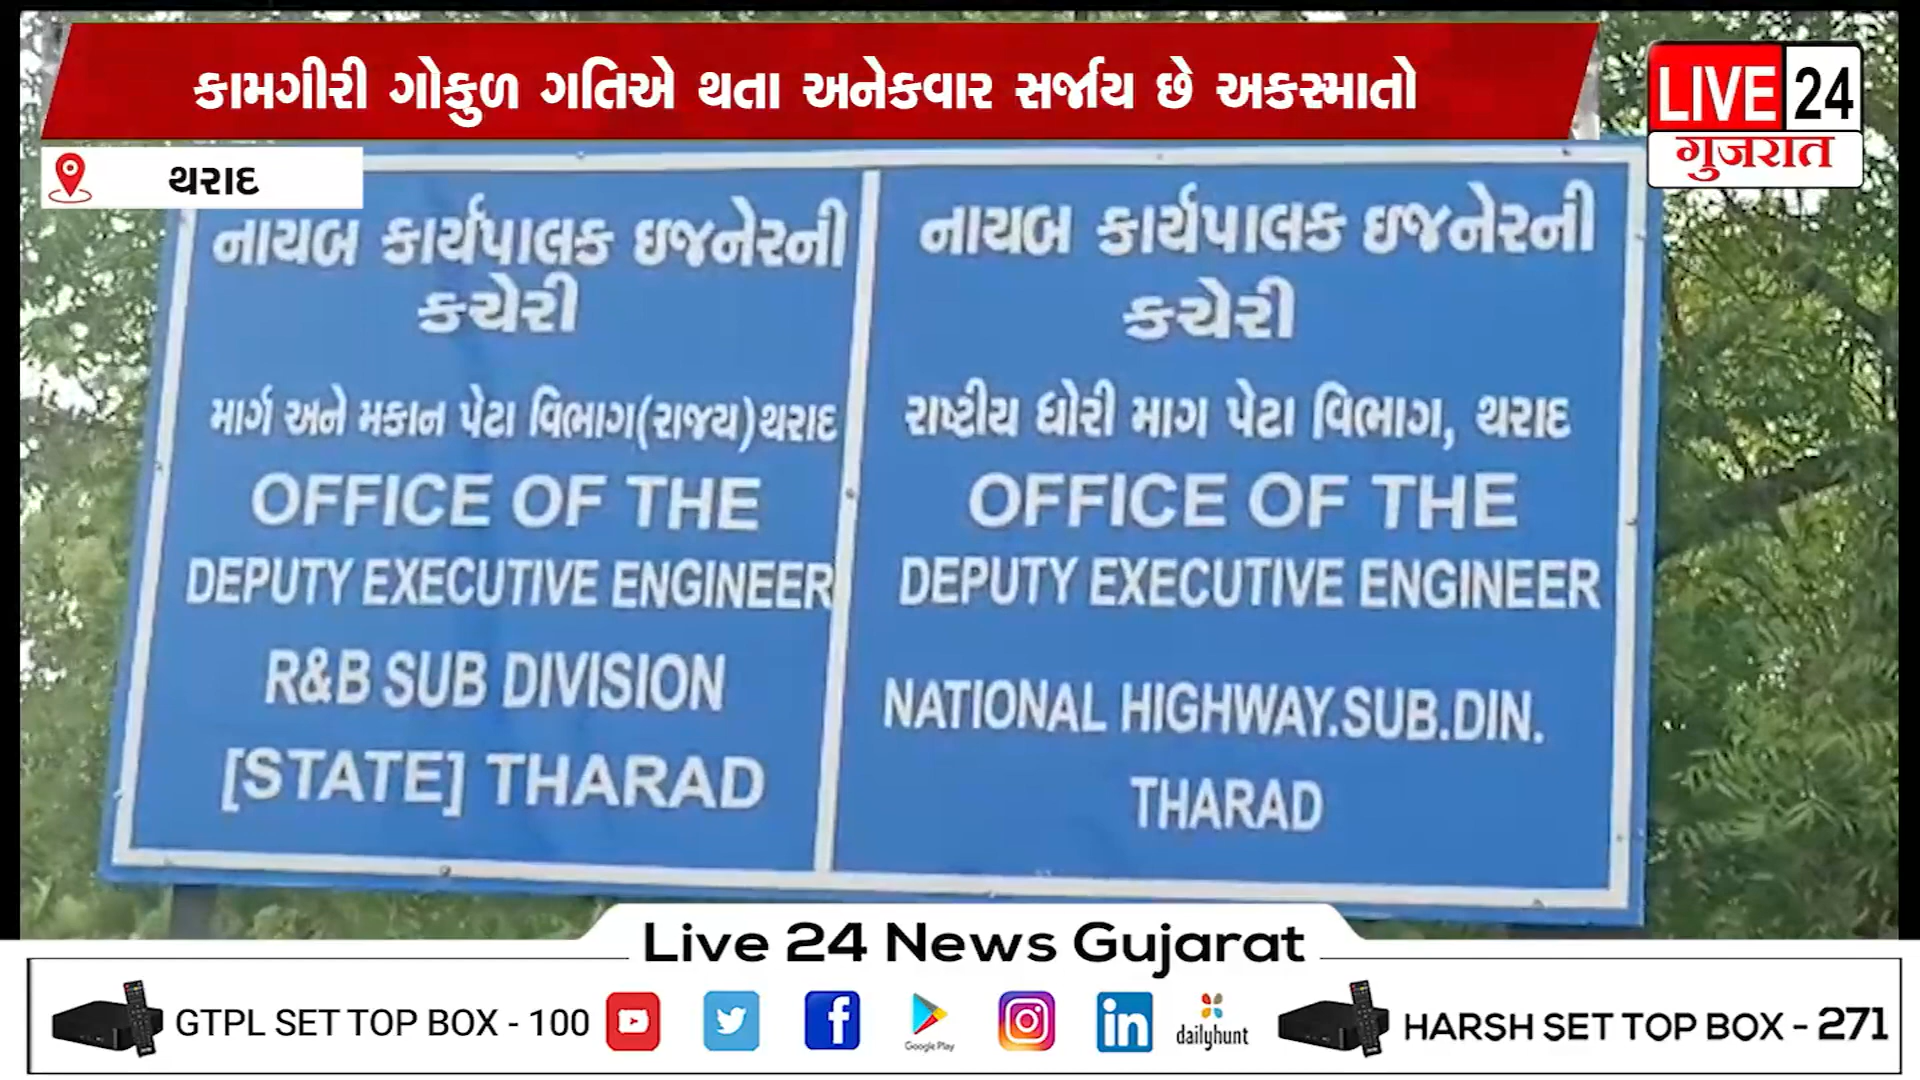 કામગીરી ગોકુળ ગતિએ થતા અનેકવાર સર્જાય છે અકસ્માતો
LIVE 24
गुजरात
થરાદ
નાયબ કાર્યપાલક ઇજનેરની
કચેરી
માર્ગ અને મકાન પેટા વિભાગ(રાજ્ય)થરાદ
OFFICE OF THE
DEPUTY EXECUTIVE ENGINEER
R&B SUB DIVISION
[STATE] THARAD
નાયબ કાર્યપાલક ઇજનેરની
કચેરી
રાષ્ટ્રીય ધોરી માગ પેટા વિભાગ, થરાદ
OFFICE OF THE
DEPUTY EXECUTIVE ENGINEER
NATIONAL HIGHWAY.SUB.DIN.
THARAD
Live 24 News Gujarat
GTPL SET TOP BOX - 100
Google Play
dailyhunt
HARSH SET TOP BOX - 271